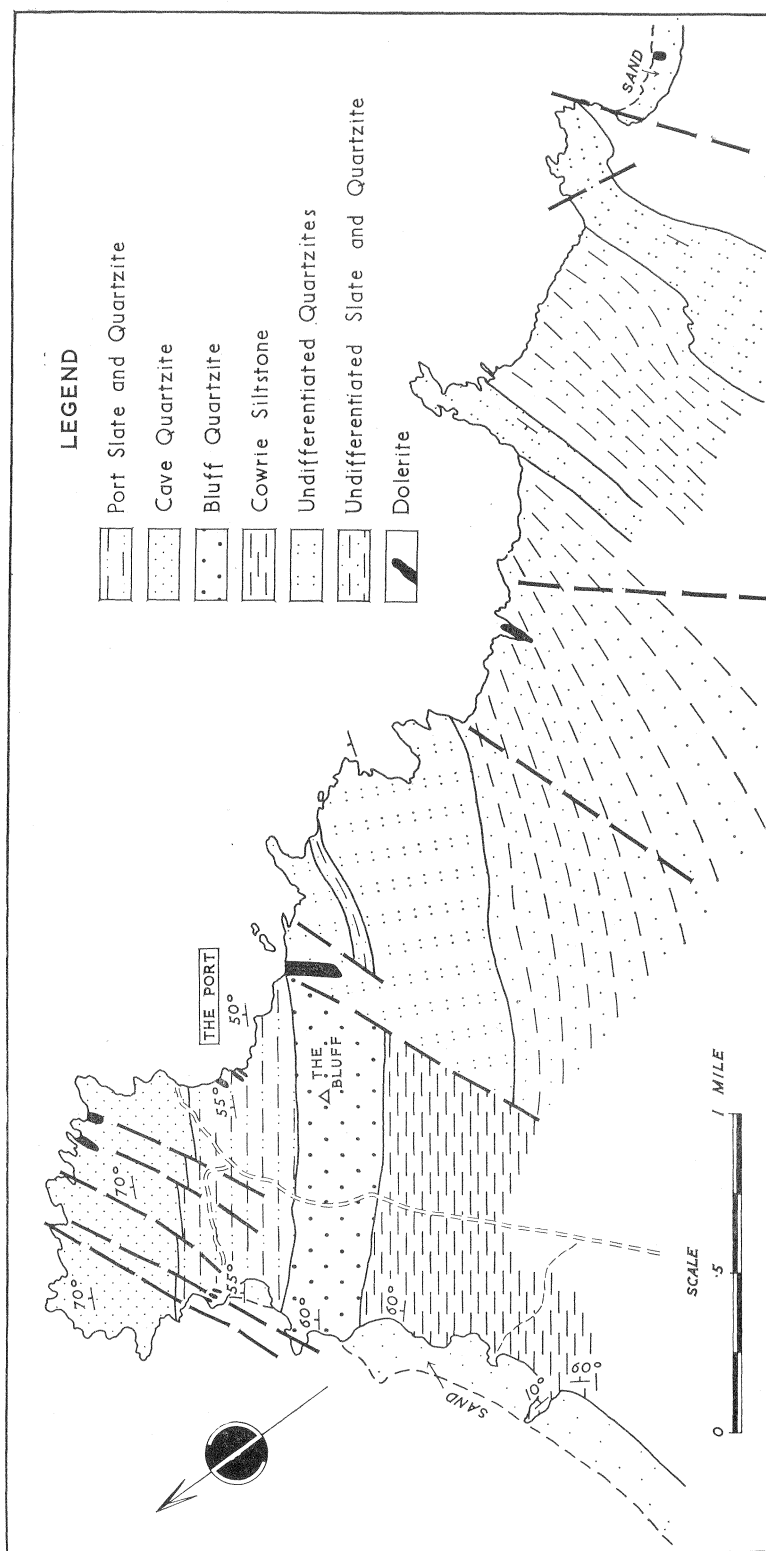 LEGEND
Port Slate and Quartzite
Cave Quartzite
Bluff Quartzite
Cowrie Siltstone
Undifferentiated Quartzites
Undifferentiated Slate and Quartzite
Dolerite
SAND
THE PORT
50°
55°
70°
70°
55°
THE
BLUFF
60°
60°
SAND
10°
60°
SCALE
0
.5
1 MILE